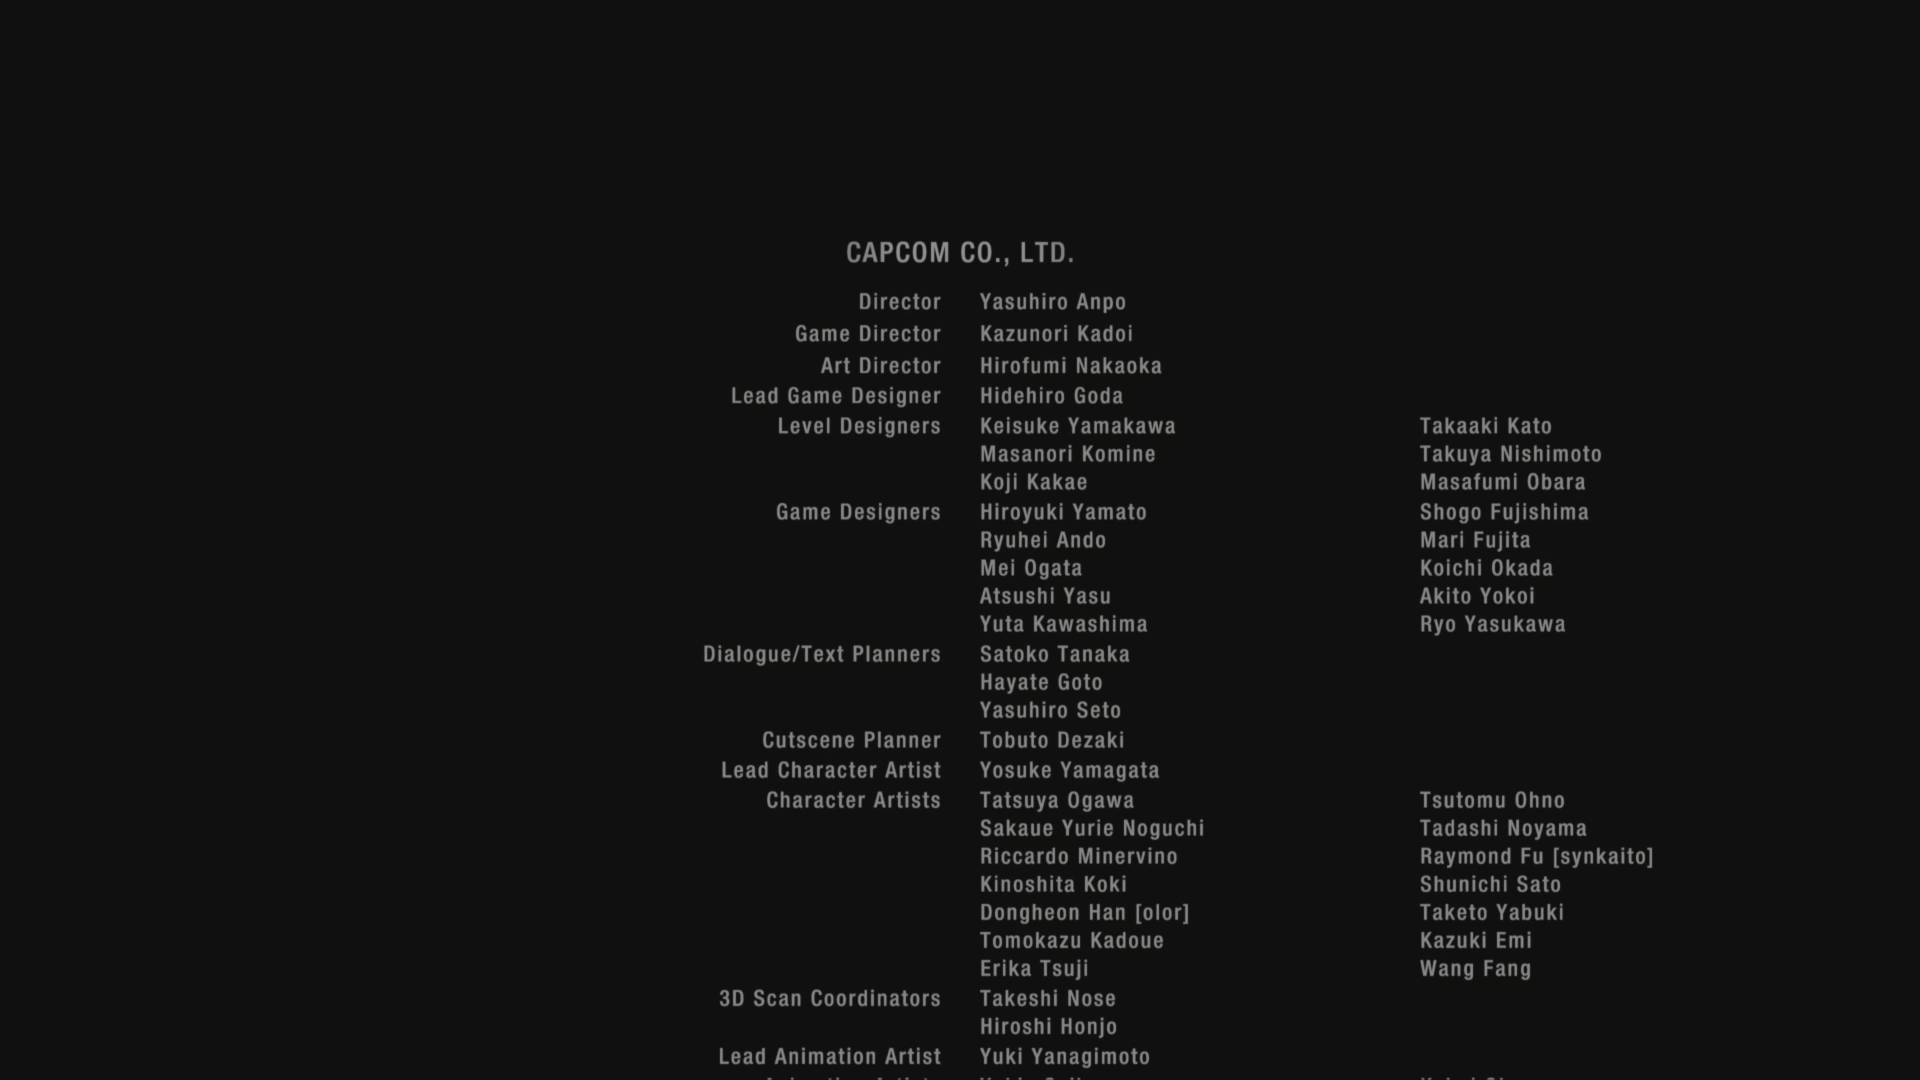 CAPCOM CO., LTD.
Director Yasuhiro Anpo
Game Director Kazunori Kadoi
Art Director Hirofumi Nakaoka
Lead Game Designer Hidehiro Goda
Level Designers Keisuke Yamakawa Takaaki Kato
Masanori Komine Takuya Nishimoto
Koji Kakae Masafumi Obara
Game Designers Hiroyuki Yamato Shogo Fujishima
Ryuhei Ando Mari Fujita
Mei Ogata Koichi Okada
Atsushi Yasu Akito Yokoi
Yuta Kawashima Ryo Yasukawa
Dialogue/Text Planners Satoko Tanaka
Hayate Goto
Yasuhiro Seto
Cutscene Planner Tobuto Dezaki
Lead Character Artist Yosuke Yamagata
Character Artists Tatsuya Ogawa Tsutomu Ohno
Sakaue Yurie Noguchi Tadashi Noyama
Riccardo Minervino Raymond Fu [synkaito]
Kinoshita Koki Shunichi Sato
Dongheon Han [olor] Taketo Yabuki
Tomokazu Kadoue Kazuki Emi
Erika Tsuji Wang Fang
3D Scan Coordinators Takeshi Nose
Hiroshi Honjo
Lead Animation Artist Yuki Yanagimoto